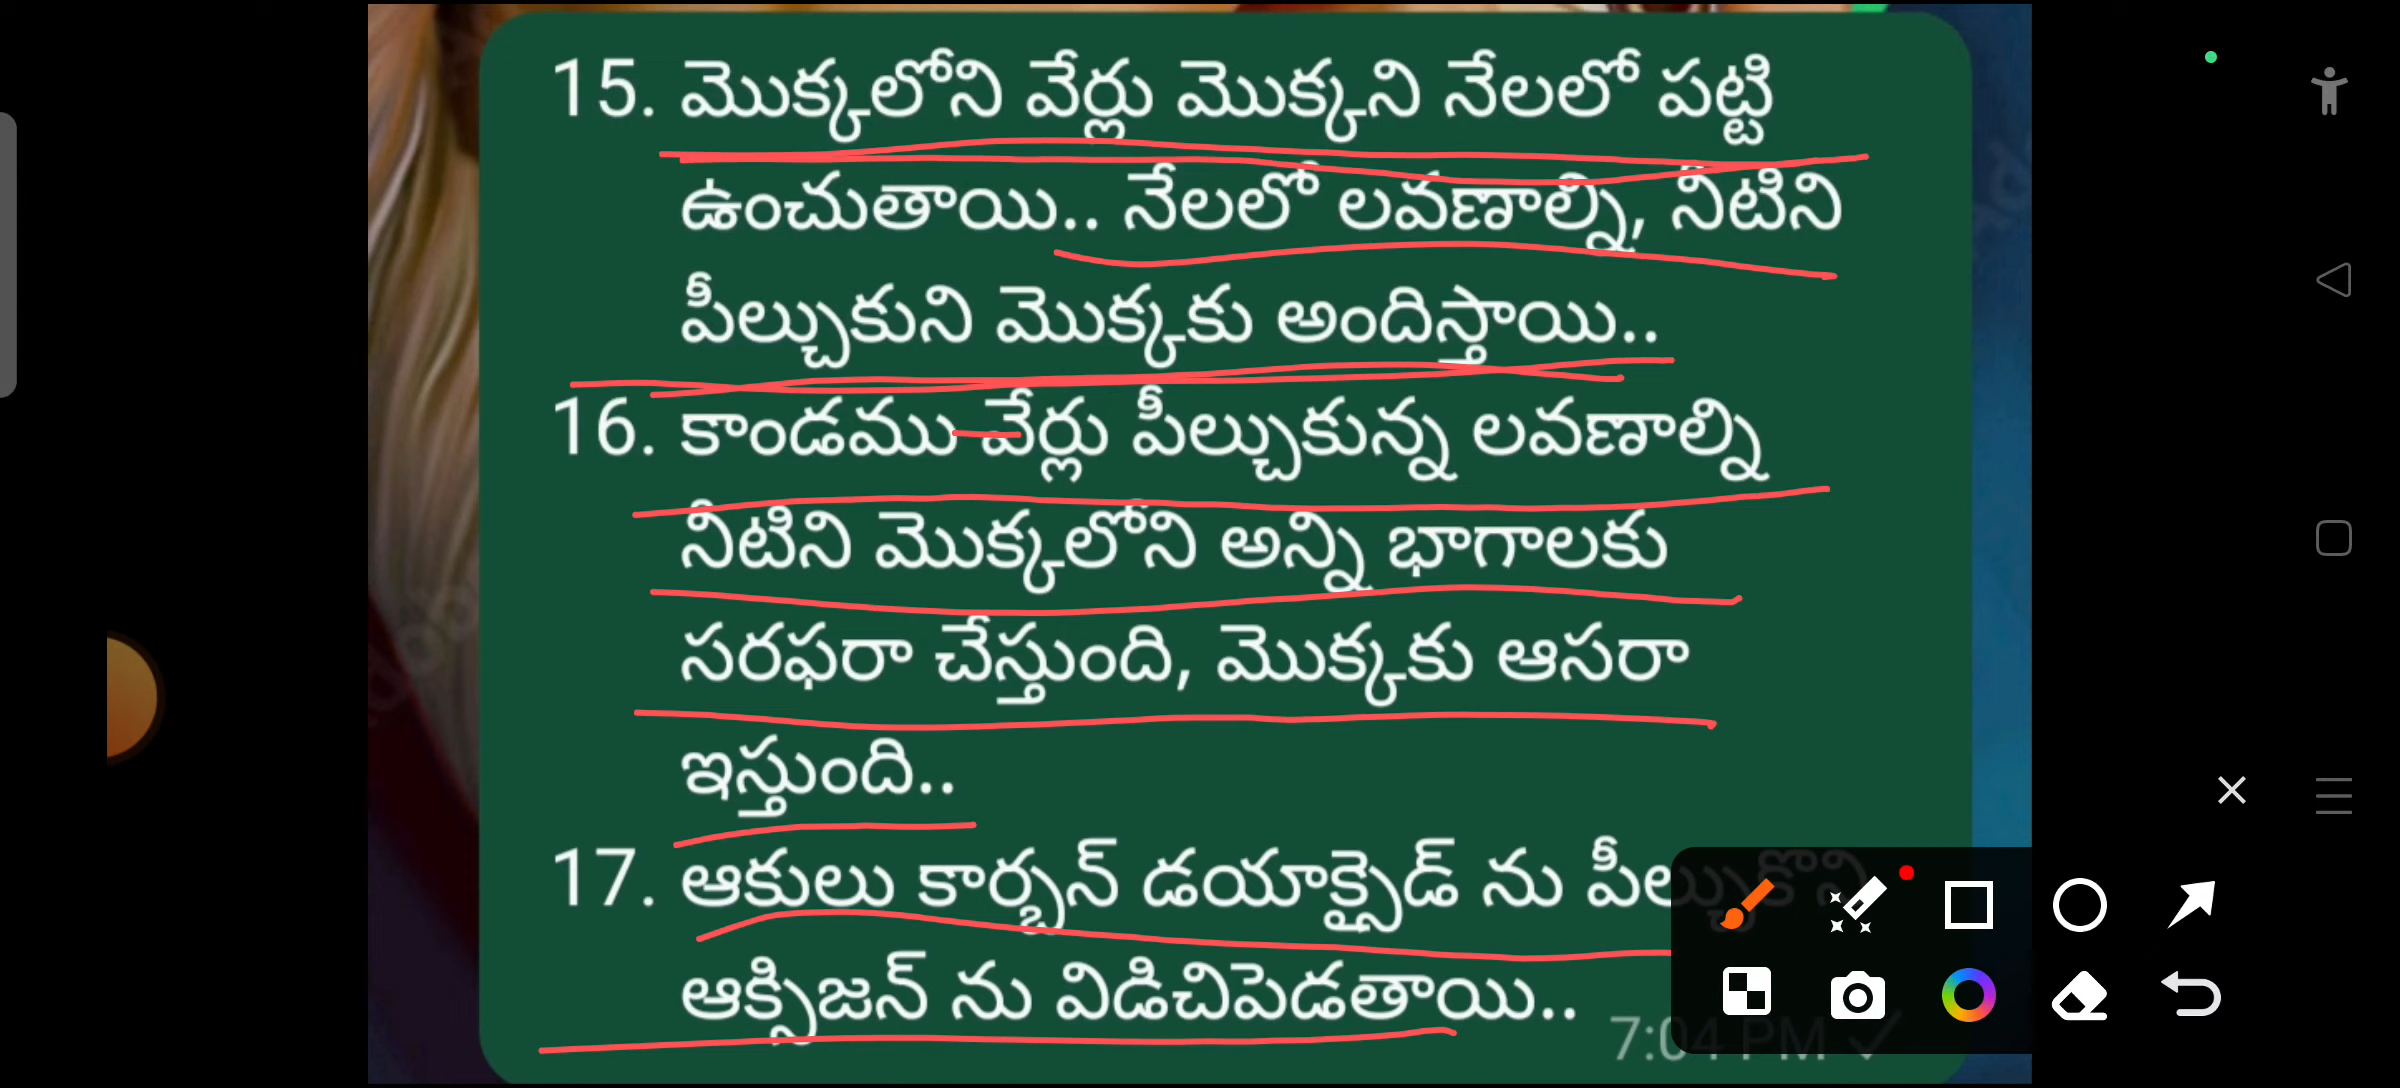 15. మొక్కలోని వేర్లు మొక్కని నేలలో పట్టి
ఉంచుతాయి.. నేలలో లవణాల్ని, నీటిని
పీల్చుకుని మొక్కకు అందిస్తాయి..
16. కాండము వేర్లు పీల్చుకున్న లవణాల్ని
నీటిని మొక్కలోని అన్ని భాగాలకు
సరఫరా చేస్తుంది, మొక్కకు ఆసరా
ఇస్తుంది..
17. ఆకులు కార్బన్ డయాక్సైడ్ ను పీల్చుకొని
ఆక్సిజన్ ను విడిచిపెడతాయి..
7:04 PM